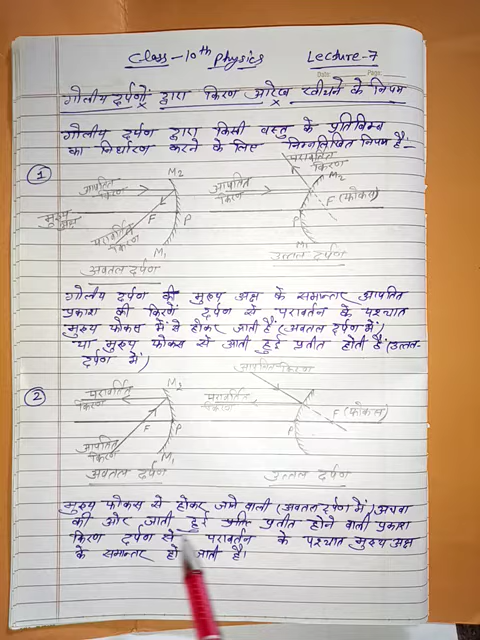 Class-10th Physics Lecture-7
Date: Page:
गोलीय दर्पणों द्वारा किरण आरेख खींचने के नियम
गोलीय दर्पण द्वारा किसी वस्तु के प्रतिबिम्ब
का निर्धारण करने के लिए निम्नलिखित नियम हैं-
① आपतित किरण M₂
मुख्य अक्ष F P
परावर्तित किरण M₁
अवतल दर्पण
परावर्तित किरण M₂
आपतित किरण F (फोकस)
M₁
उत्तल दर्पण
गोलीय दर्पण की मुख्य अक्ष के समान्तर आपतित
प्रकाश की किरणें दर्पण से परावर्तन के पश्चात
मुख्य फोकस में से होकर जाती हैं (अवतल दर्पण में)
या मुख्य फोकस से आती हुई प्रतीत होती है (उत्तल-
दर्पण में)
② परावर्तित किरण M₂
आपतित किरण F P
M₁
अवतल दर्पण
आपतित किरण
परावर्तित किरण P F (फोकस)
उत्तल दर्पण
मुख्य फोकस से होकर जाने वाली (अवतल दर्पण में) अथवा
की ओर जाती हुई प्रतीत होने वाली प्रकाश
किरण दर्पण से परावर्तन के पश्चात मुख्य अक्ष
के समान्तर हो जाती है।